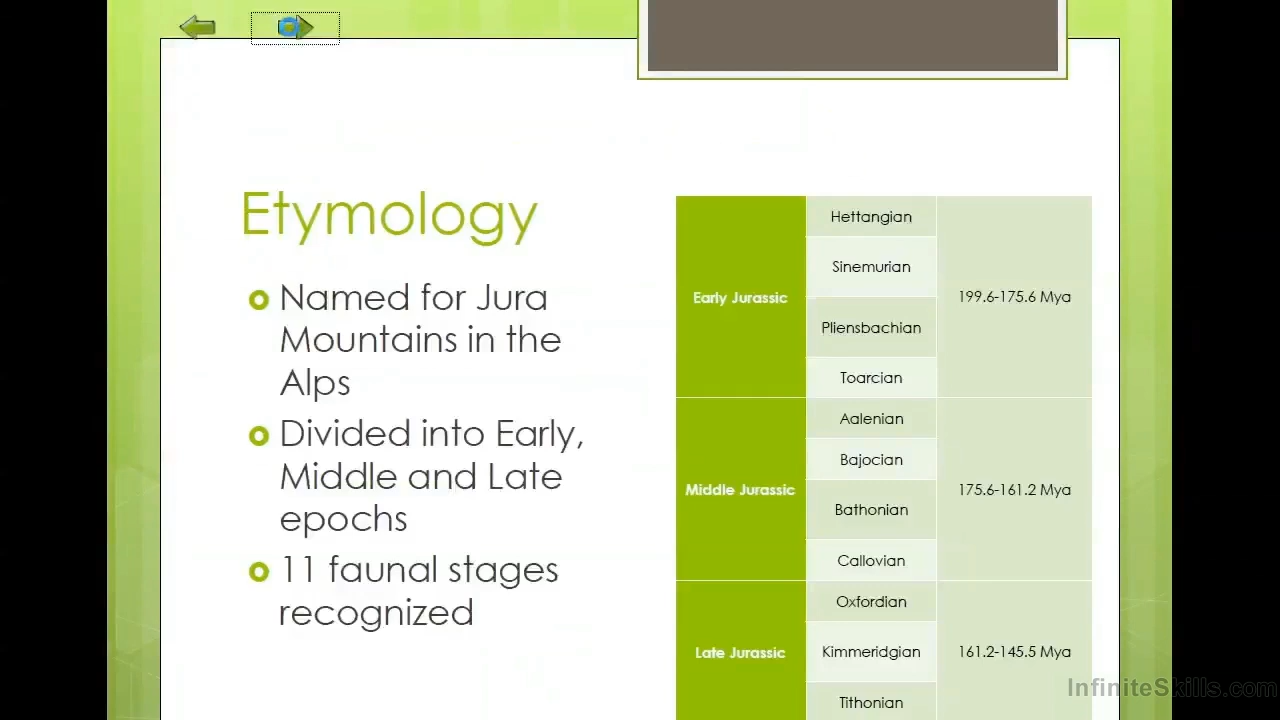 Etymology
Named for Jura
Mountains in the
Alps
Divided into Early,
Middle and Late
epochs
11 faunal stages
recognized
Early Jurassic
Hettangian
Sinemurian
Pliensbachian
Toarcian
199.6-175.6 Mya
Middle Jurassic
Aalenian
Bajocian
Bathonian
Callovian
175.6-161.2 Mya
Late Jurassic
Oxfordian
Kimmeridgian
Tithonian
161.2-145.5 Mya
InfiniteSkills.com